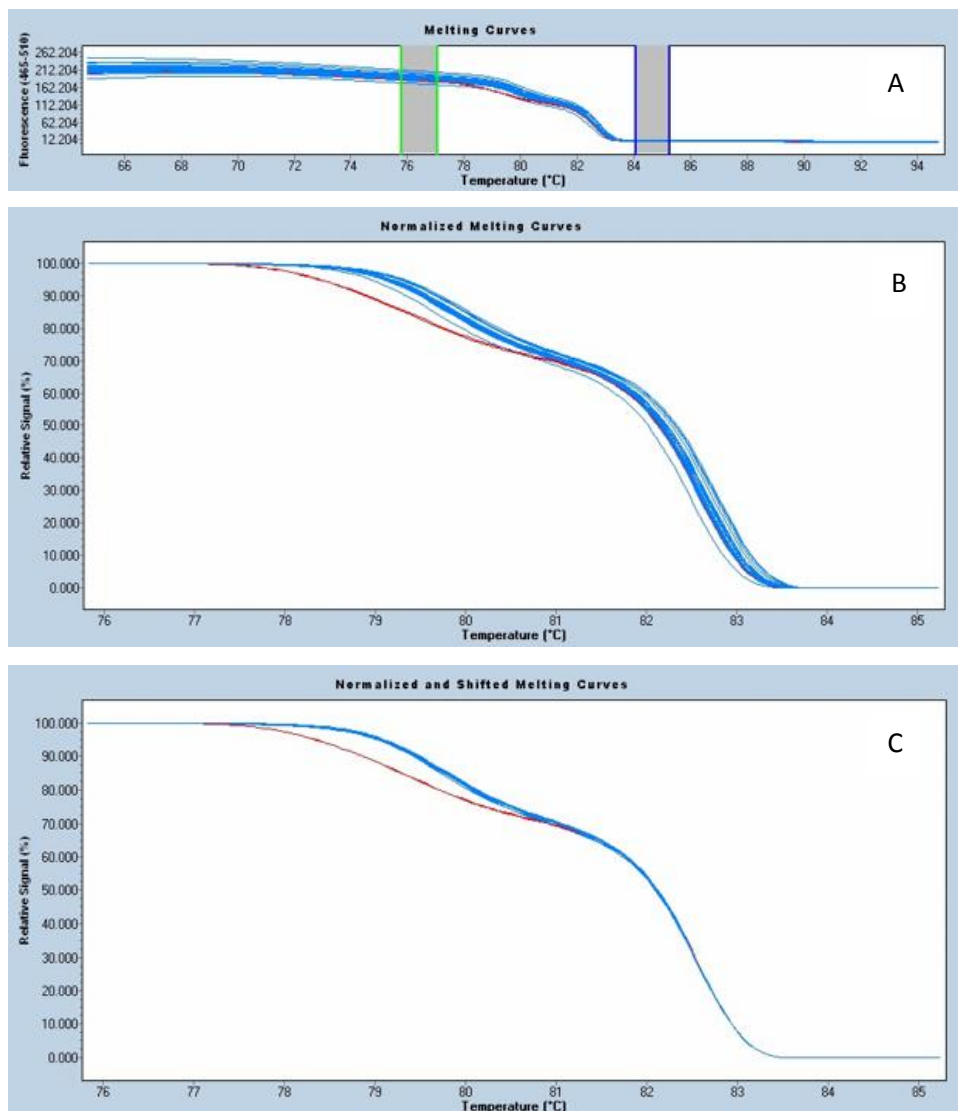 Melting Curves
Fluorescence (465-510)
262.204
212.204
162.204
112.204
62.204
12.204
A
66 68 70 72 74 76 78 80 82 84 86 88 90 92 94
Temperature (°C)
Normalized Melting Curves
Relative Signal (%)
100.000
90.000
80.000
70.000
60.000
50.000
40.000
30.000
20.000
10.000
0.000
B
76 77 78 79 80 81 82 83 84 85
Temperature (°C)
Normalized and Shifted Melting Curves
Relative Signal (%)
100.000
90.000
80.000
70.000
60.000
50.000
40.000
30.000
20.000
10.000
0.000
C
76 77 78 79 80 81 82 83 84 85
Temperature (°C)